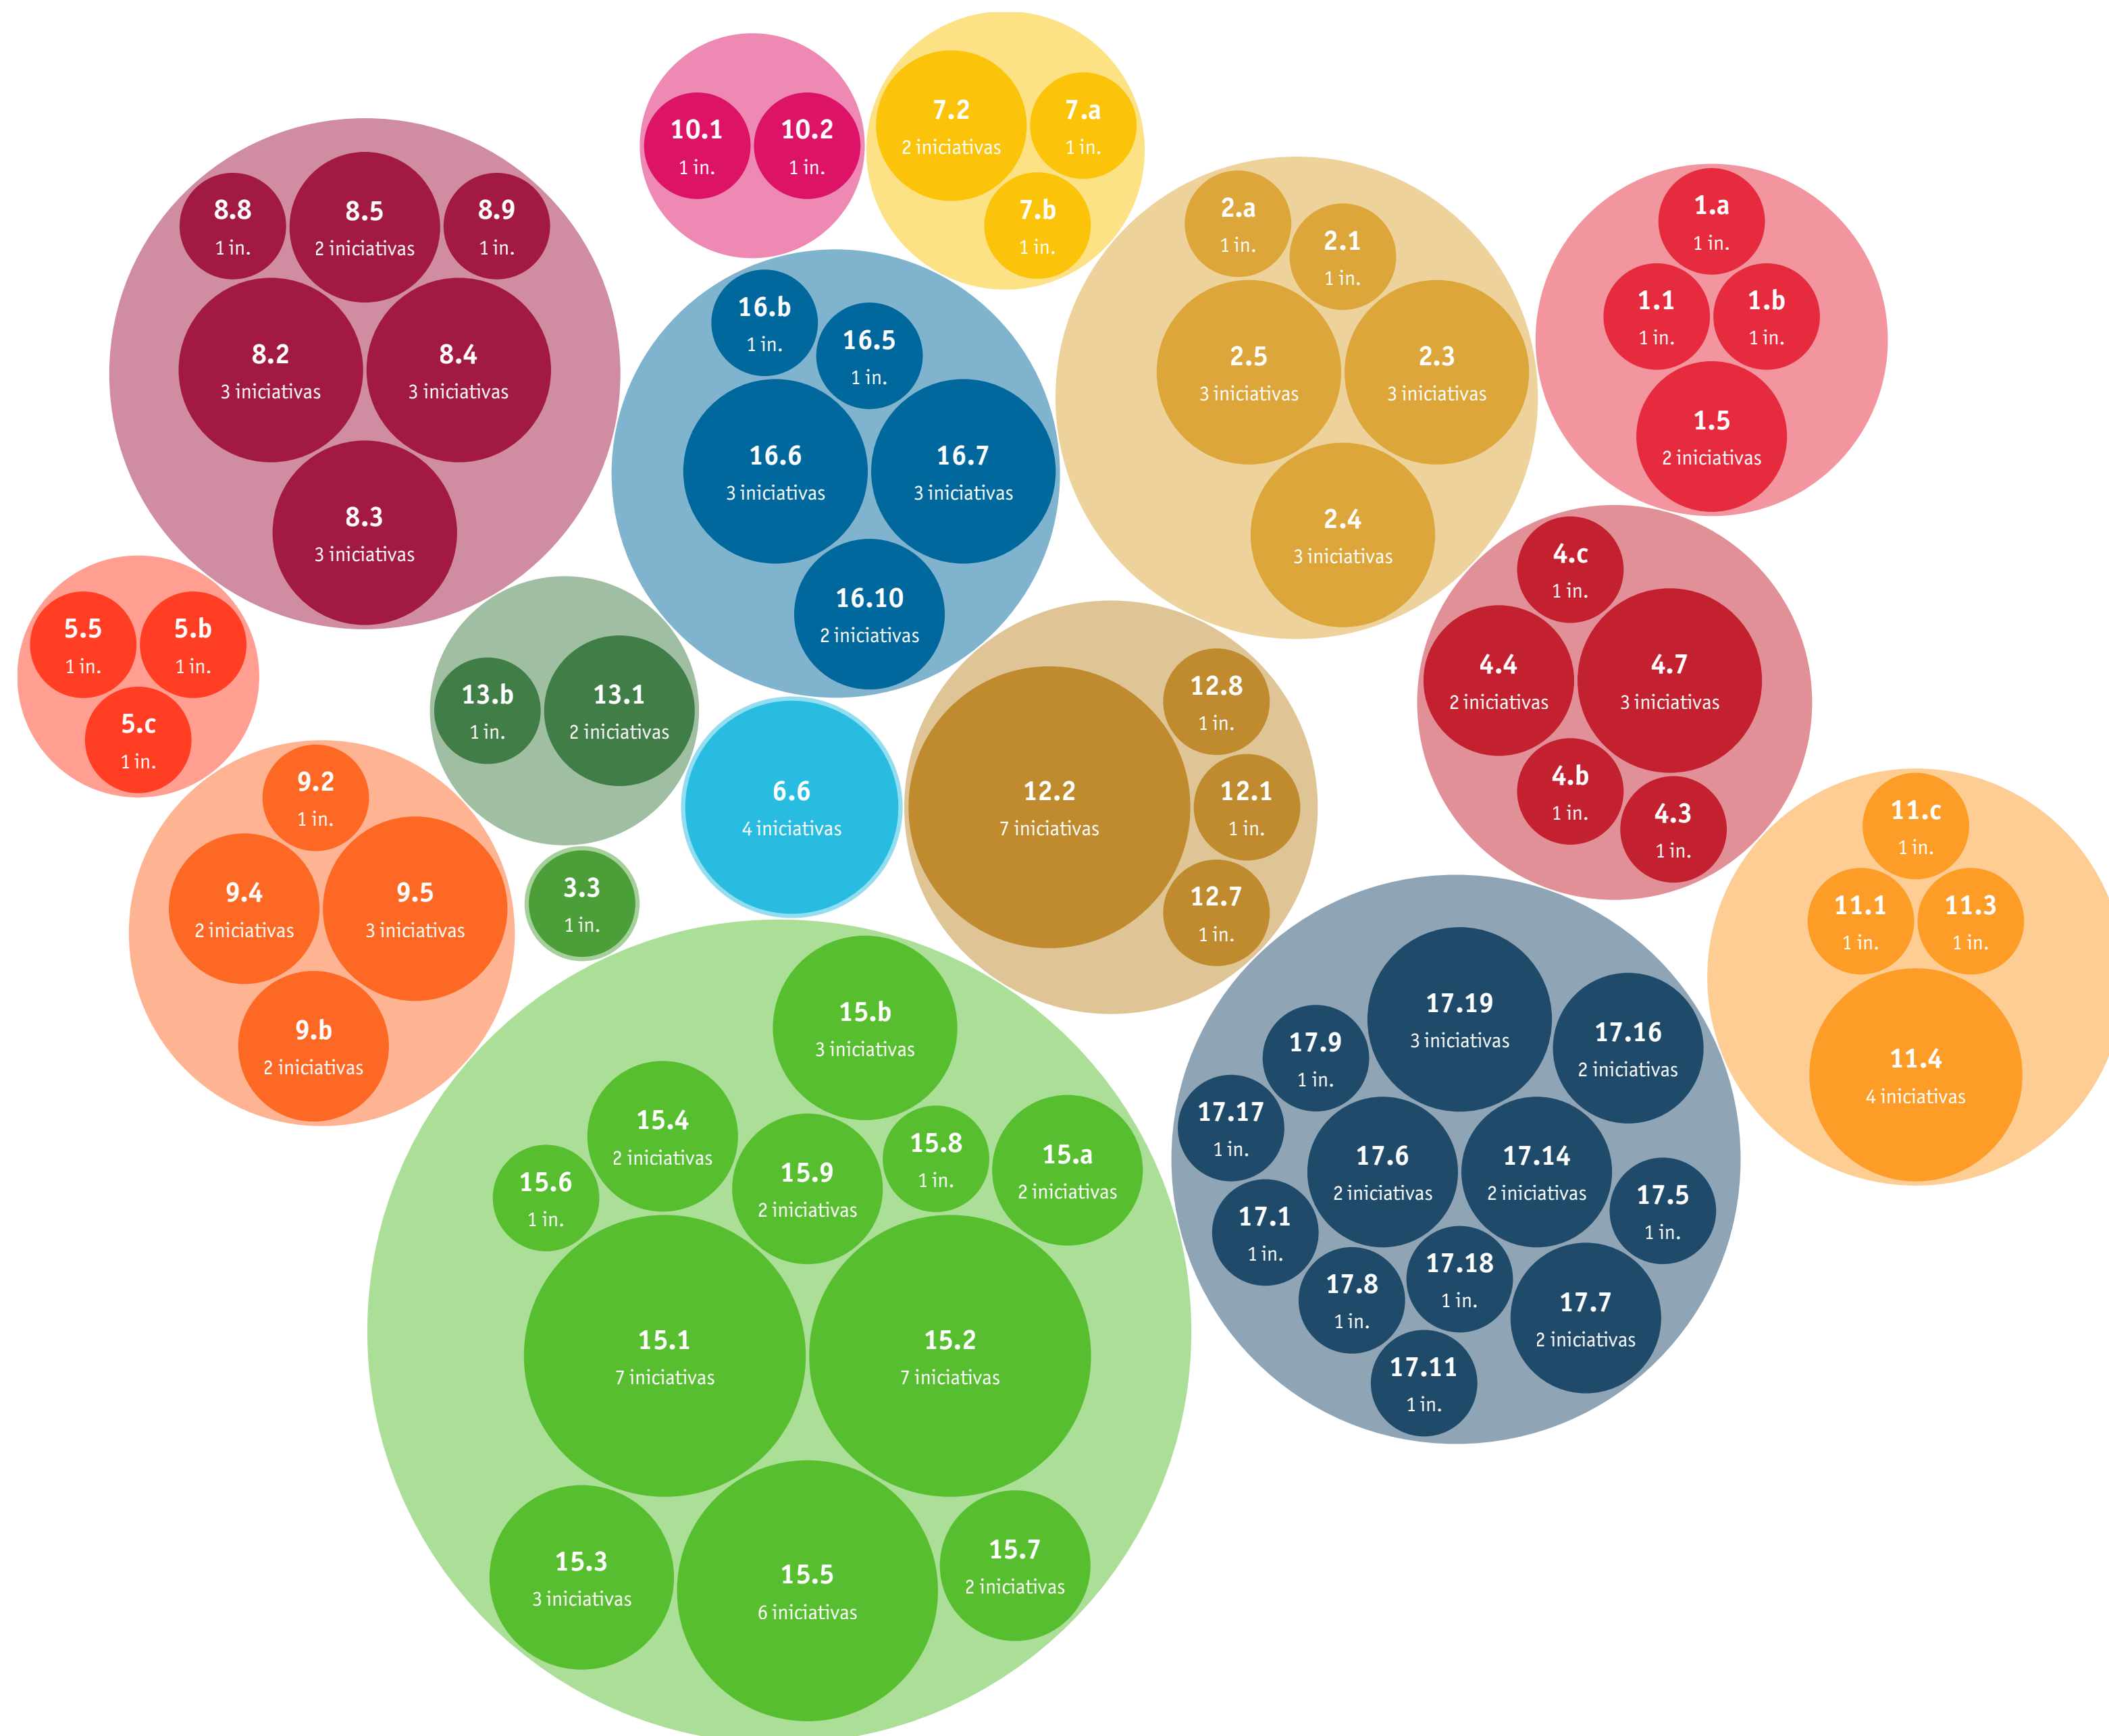 10.1
1 in.
10.2
1 in.
7.2
2 iniciativas
7.a
1 in.
7.b
1 in.
8.8
1 in.
8.5
2 iniciativas
8.9
1 in.
8.2
3 iniciativas
8.4
3 iniciativas
8.3
3 iniciativas
16.b
1 in.
16.5
1 in.
16.6
3 iniciativas
16.7
3 iniciativas
16.10
2 iniciativas
2.a
1 in.
2.1
1 in.
2.5
3 iniciativas
2.3
3 iniciativas
2.4
3 iniciativas
1.a
1 in.
1.1
1 in.
1.b
1 in.
1.5
2 iniciativas
5.5
1 in.
5.b
1 in.
5.c
1 in.
13.b
1 in.
13.1
2 iniciativas
6.6
4 iniciativas
12.8
1 in.
12.2
7 iniciativas
12.1
1 in.
12.7
1 in.
4.c
1 in.
4.4
2 iniciativas
4.7
3 iniciativas
4.b
1 in.
4.3
1 in.
9.2
1 in.
9.4
2 iniciativas
9.5
3 iniciativas
9.b
2 iniciativas
3.3
1 in.
11.c
1 in.
11.1
1 in.
11.3
1 in.
11.4
4 iniciativas
15.b
3 iniciativas
15.4
2 iniciativas
15.6
1 in.
15.9
2 iniciativas
15.8
1 in.
15.a
2 iniciativas
15.1
7 iniciativas
15.2
7 iniciativas
15.3
3 iniciativas
15.5
6 iniciativas
15.7
2 iniciativas
17.19
3 iniciativas
17.9
1 in.
17.16
2 iniciativas
17.17
1 in.
17.6
2 iniciativas
17.14
2 iniciativas
17.5
1 in.
17.1
1 in.
17.8
1 in.
17.18
1 in.
17.7
2 iniciativas
17.11
1 in.